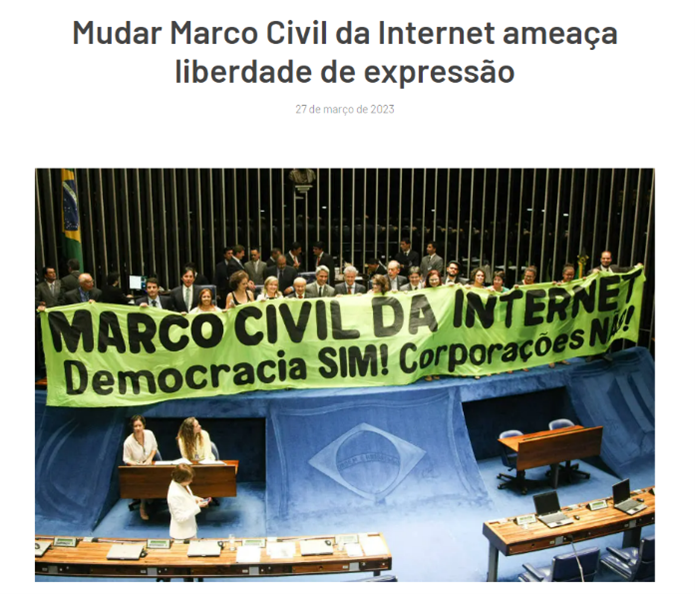 Mudar Marco Civil da Internet ameaça
liberdade de expressão
27 de março de 2023
MARCO CIVIL DA INTERNET
Democracia SIM! Corporações NÃO!